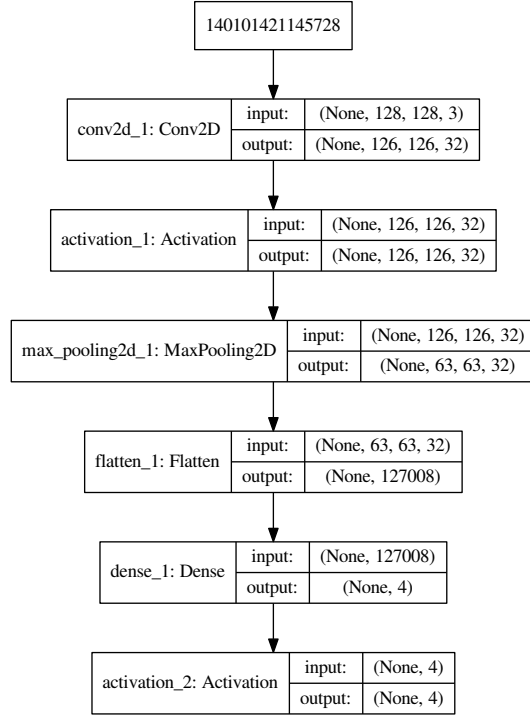 140101421145728
conv2d_1: Conv2D
input:
(None, 128, 128, 3)
output:
(None, 126, 126, 32)
activation_1: Activation
input:
(None, 126, 126, 32)
output:
(None, 126, 126, 32)
max_pooling2d_1: MaxPooling2D
input:
(None, 126, 126, 32)
output:
(None, 63, 63, 32)
flatten_1: Flatten
input:
(None, 63, 63, 32)
output:
(None, 127008)
dense_1: Dense
input:
(None, 127008)
output:
(None, 4)
activation_2: Activation
input:
(None, 4)
output:
(None, 4)